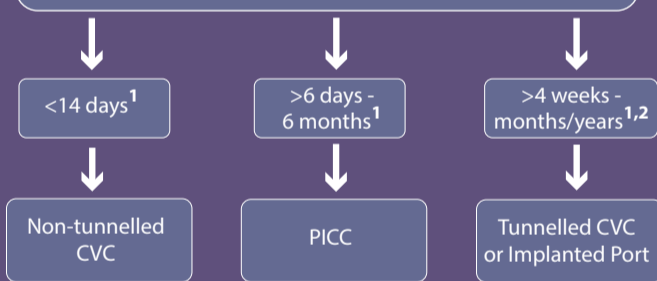 <14 days1
>6 days -
6 months1
>4 weeks -
months/years1,2
Non-tunnelled
CVC
PICC
Tunnelled CVC
or Implanted Port